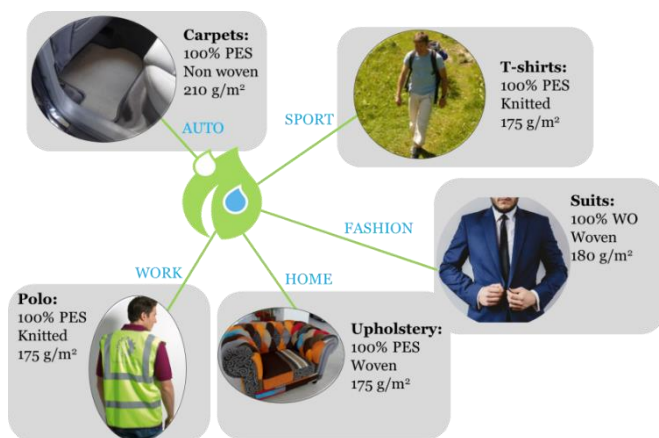 Carpets:
100% PES
Non woven
210 g/m²
AUTO
SPORT
T-shirts:
100% PES
Knitted
175 g/m²
FASHION
Suits:
100% WO
Woven
180 g/m²
WORK
HOME
Polo:
100% PES
Knitted
175 g/m²
Upholstery:
100% PES
Woven
175 g/m²